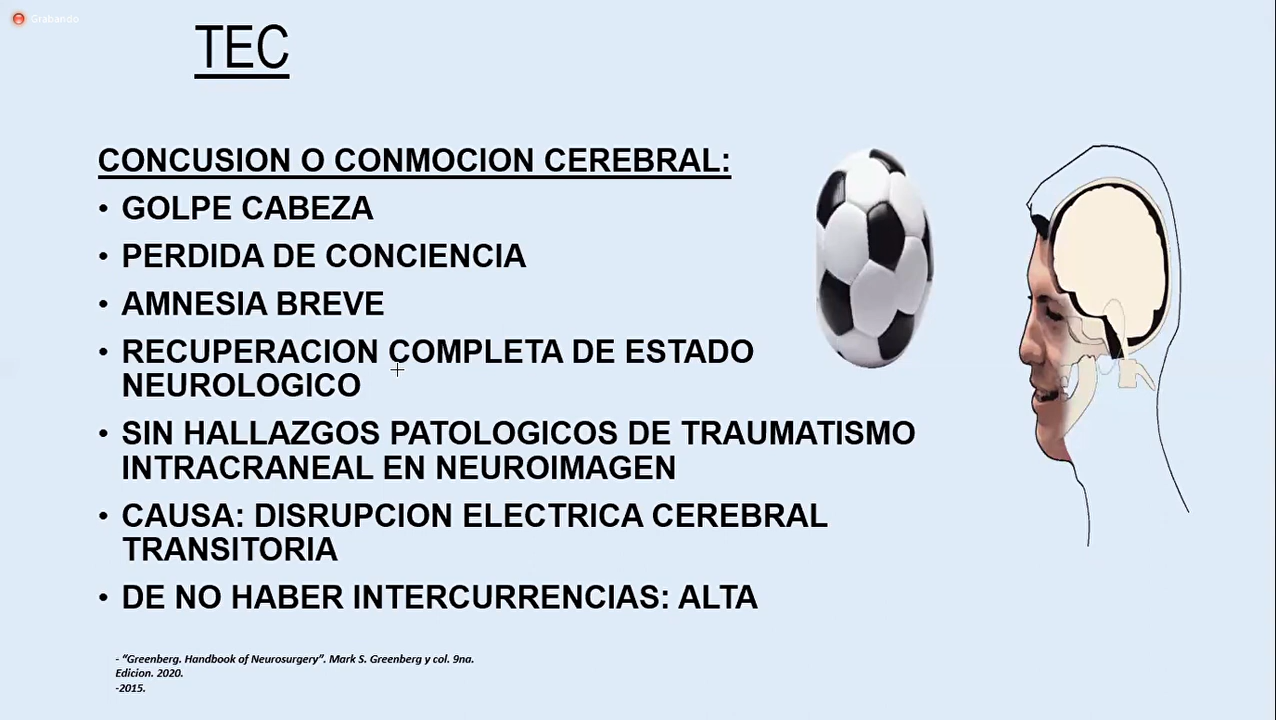 Grabando
TEC
CONCUSION O CONMOCION CEREBRAL:
• GOLPE CABEZA
• PERDIDA DE CONCIENCIA
• AMNESIA BREVE
• RECUPERACION COMPLETA DE ESTADO
NEUROLOGICO
• SIN HALLAZGOS PATOLOGICOS DE TRAUMATISMO
INTRACRANEAL EN NEUROIMAGEN
• CAUSA: DISRUPCION ELECTRICA CEREBRAL
TRANSITORIA
• DE NO HABER INTERCURRENCIAS: ALTA
- “Greenberg. Handbook of Neurosurgery”. Mark S. Greenberg y col. 9na.
Edicion. 2020.
-2015.